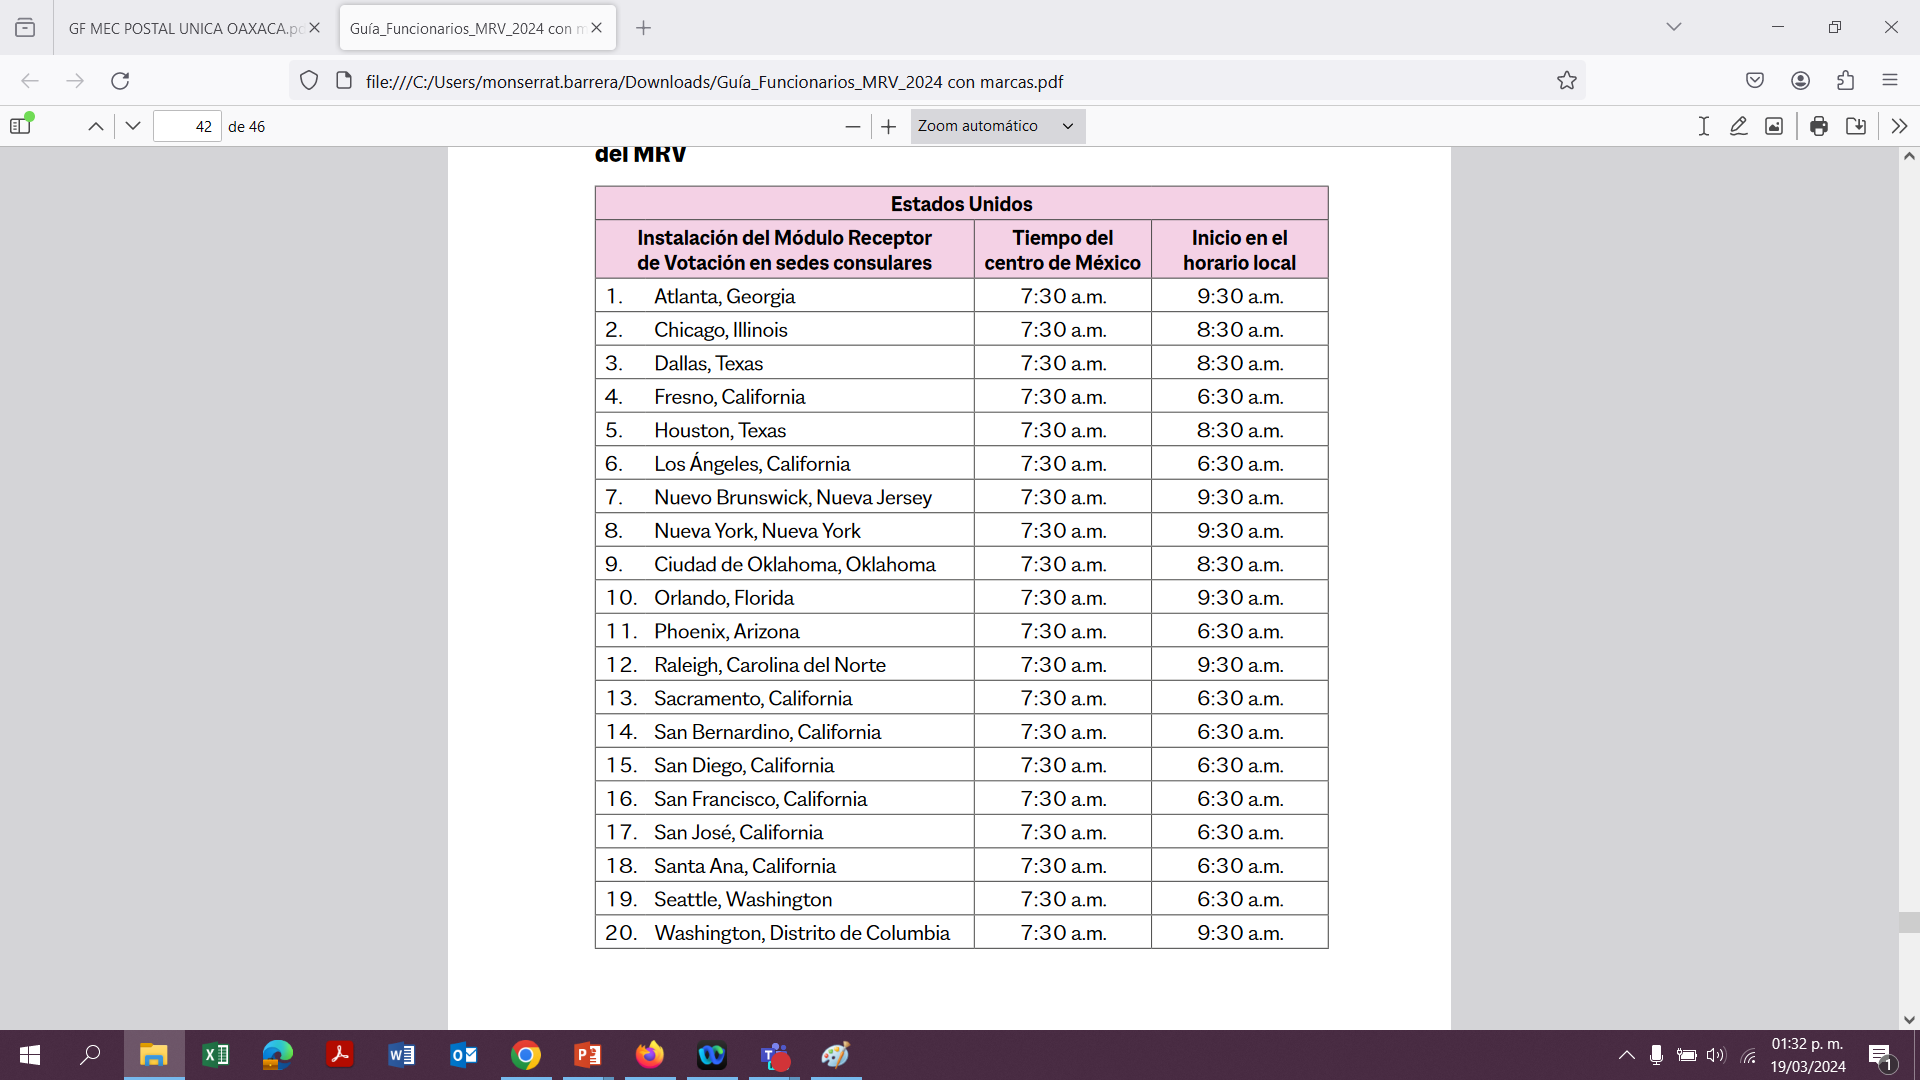 GF MEC POSTAL UNICA OAXACA.pd
Guía_Funcionarios_MRV_2024 con m
file:///C:/Users/monserrat.barrera/Downloads/Guía_Funcionarios_MRV_2024 con marcas.pdf
42 de 46
Zoom automático
del MRV
Estados Unidos
Instalación del Módulo Receptor de Votación en sedes consulares Tiempo del centro de México Inicio en el horario local
1. Atlanta, Georgia 7:30 a.m. 9:30 a.m.
2. Chicago, Illinois 7:30 a.m. 8:30 a.m.
3. Dallas, Texas 7:30 a.m. 8:30 a.m.
4. Fresno, California 7:30 a.m. 6:30 a.m.
5. Houston, Texas 7:30 a.m. 8:30 a.m.
6. Los Ángeles, California 7:30 a.m. 6:30 a.m.
7. Nuevo Brunswick, Nueva Jersey 7:30 a.m. 9:30 a.m.
8. Nueva York, Nueva York 7:30 a.m. 9:30 a.m.
9. Ciudad de Oklahoma, Oklahoma 7:30 a.m. 8:30 a.m.
10. Orlando, Florida 7:30 a.m. 9:30 a.m.
11. Phoenix, Arizona 7:30 a.m. 6:30 a.m.
12. Raleigh, Carolina del Norte 7:30 a.m. 9:30 a.m.
13. Sacramento, California 7:30 a.m. 6:30 a.m.
14. San Bernardino, California 7:30 a.m. 6:30 a.m.
15. San Diego, California 7:30 a.m. 6:30 a.m.
16. San Francisco, California 7:30 a.m. 6:30 a.m.
17. San José, California 7:30 a.m. 6:30 a.m.
18. Santa Ana, California 7:30 a.m. 6:30 a.m.
19. Seattle, Washington 7:30 a.m. 6:30 a.m.
20. Washington, Distrito de Columbia 7:30 a.m. 9:30 a.m.
01:32 p. m.
19/03/2024
1